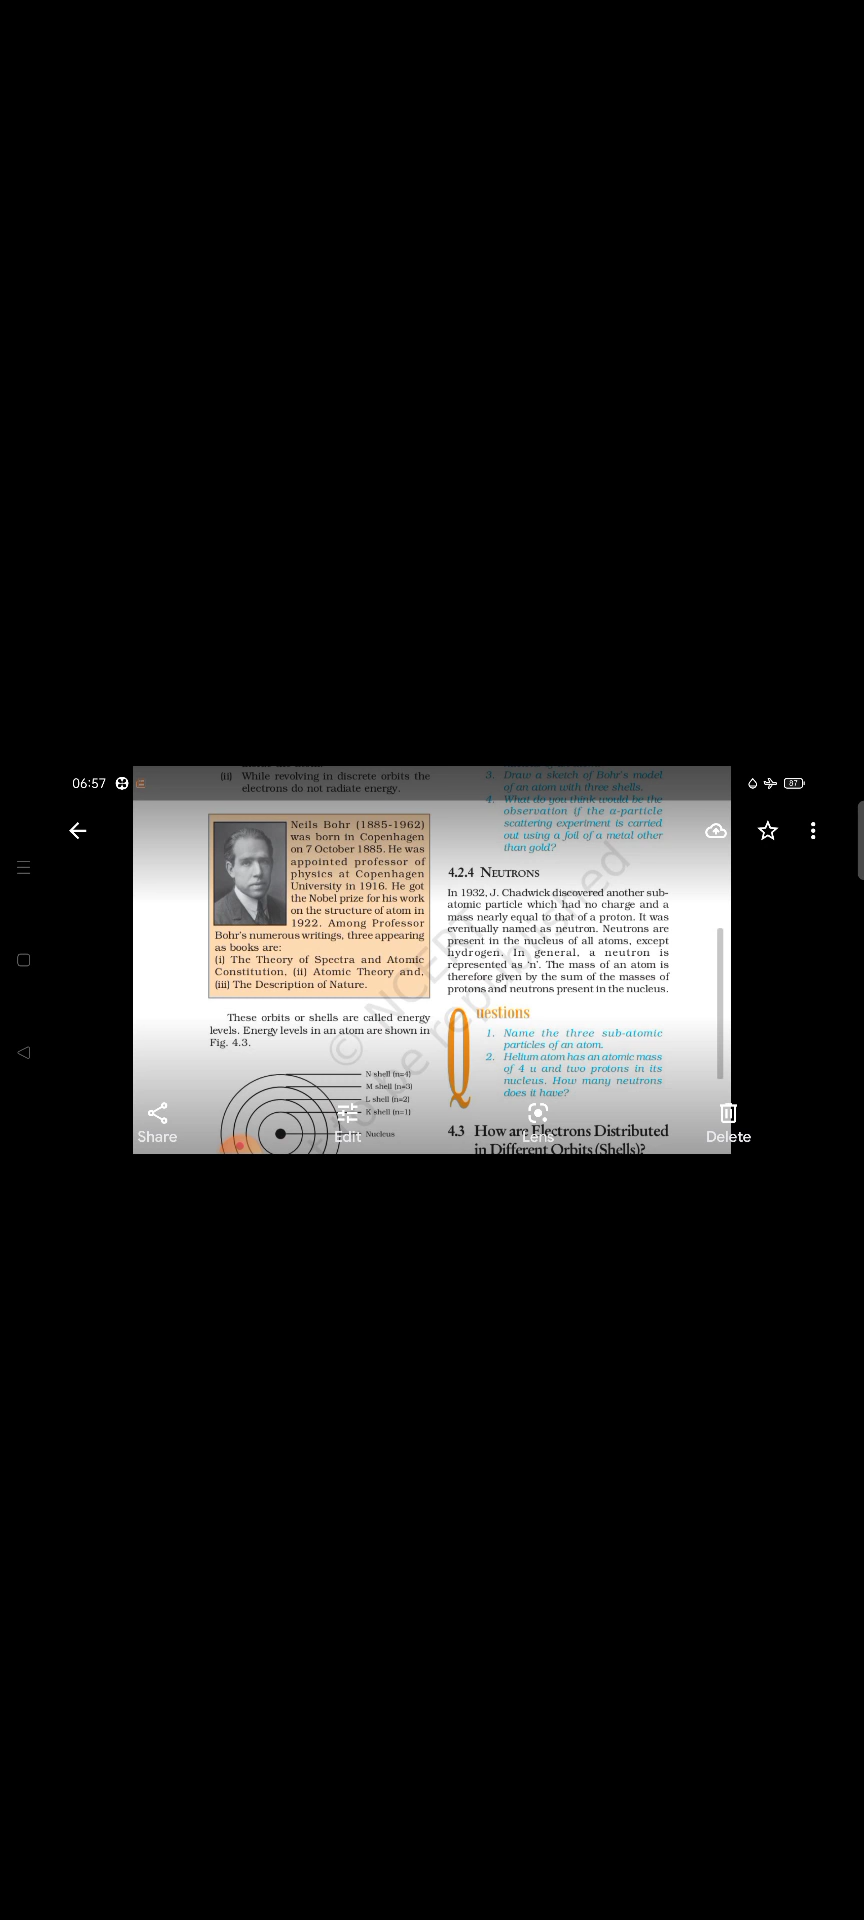 06:57
87
(ii) While revolving in discrete orbits the
electrons do not radiate energy.
Neils Bohr (1885-1962)
was born in Copenhagen
on 7 October 1885. He was
appointed professor of
physics at Copenhagen
University in 1916. He got
the Nobel prize for his work
on the structure of atom in
1922. Among Professor
Bohr's numerous writings, three appearing
as books are:
(i) The Theory of Spectra and Atomic
Constitution, (ii) Atomic Theory and,
(iii) The Description of Nature.
These orbits or shells are called energy
levels. Energy levels in an atom are shown in
Fig. 4.3.
N shell (n=4)
M shell (n=3)
L shell (n=2)
K shell (n=1)
Nucleus
3. Draw a sketch of Bohr's model
of an atom with three shells.
4. What do you think would be the
observation if the α-particle
scattering experiment is carried
out using a foil of a metal other
than gold?
4.2.4 NEUTRONS
In 1932, J. Chadwick discovered another sub-
atomic particle which had no charge and a
mass nearly equal to that of a proton. It was
eventually named as neutron. Neutrons are
present in the nucleus of all atoms, except
hydrogen. In general, a neutron is
represented as 'n'. The mass of an atom is
therefore given by the sum of the masses of
protons and neutrons present in the nucleus.
Questions
1. Name the three sub-atomic
particles of an atom.
2. Helium atom has an atomic mass
of 4 u and two protons in its
nucleus. How many neutrons
does it have?
4.3 How are Electrons Distributed
in Different Orbits (Shells)?
© NCERT
be republished
Share
Edit
Lens
Delete